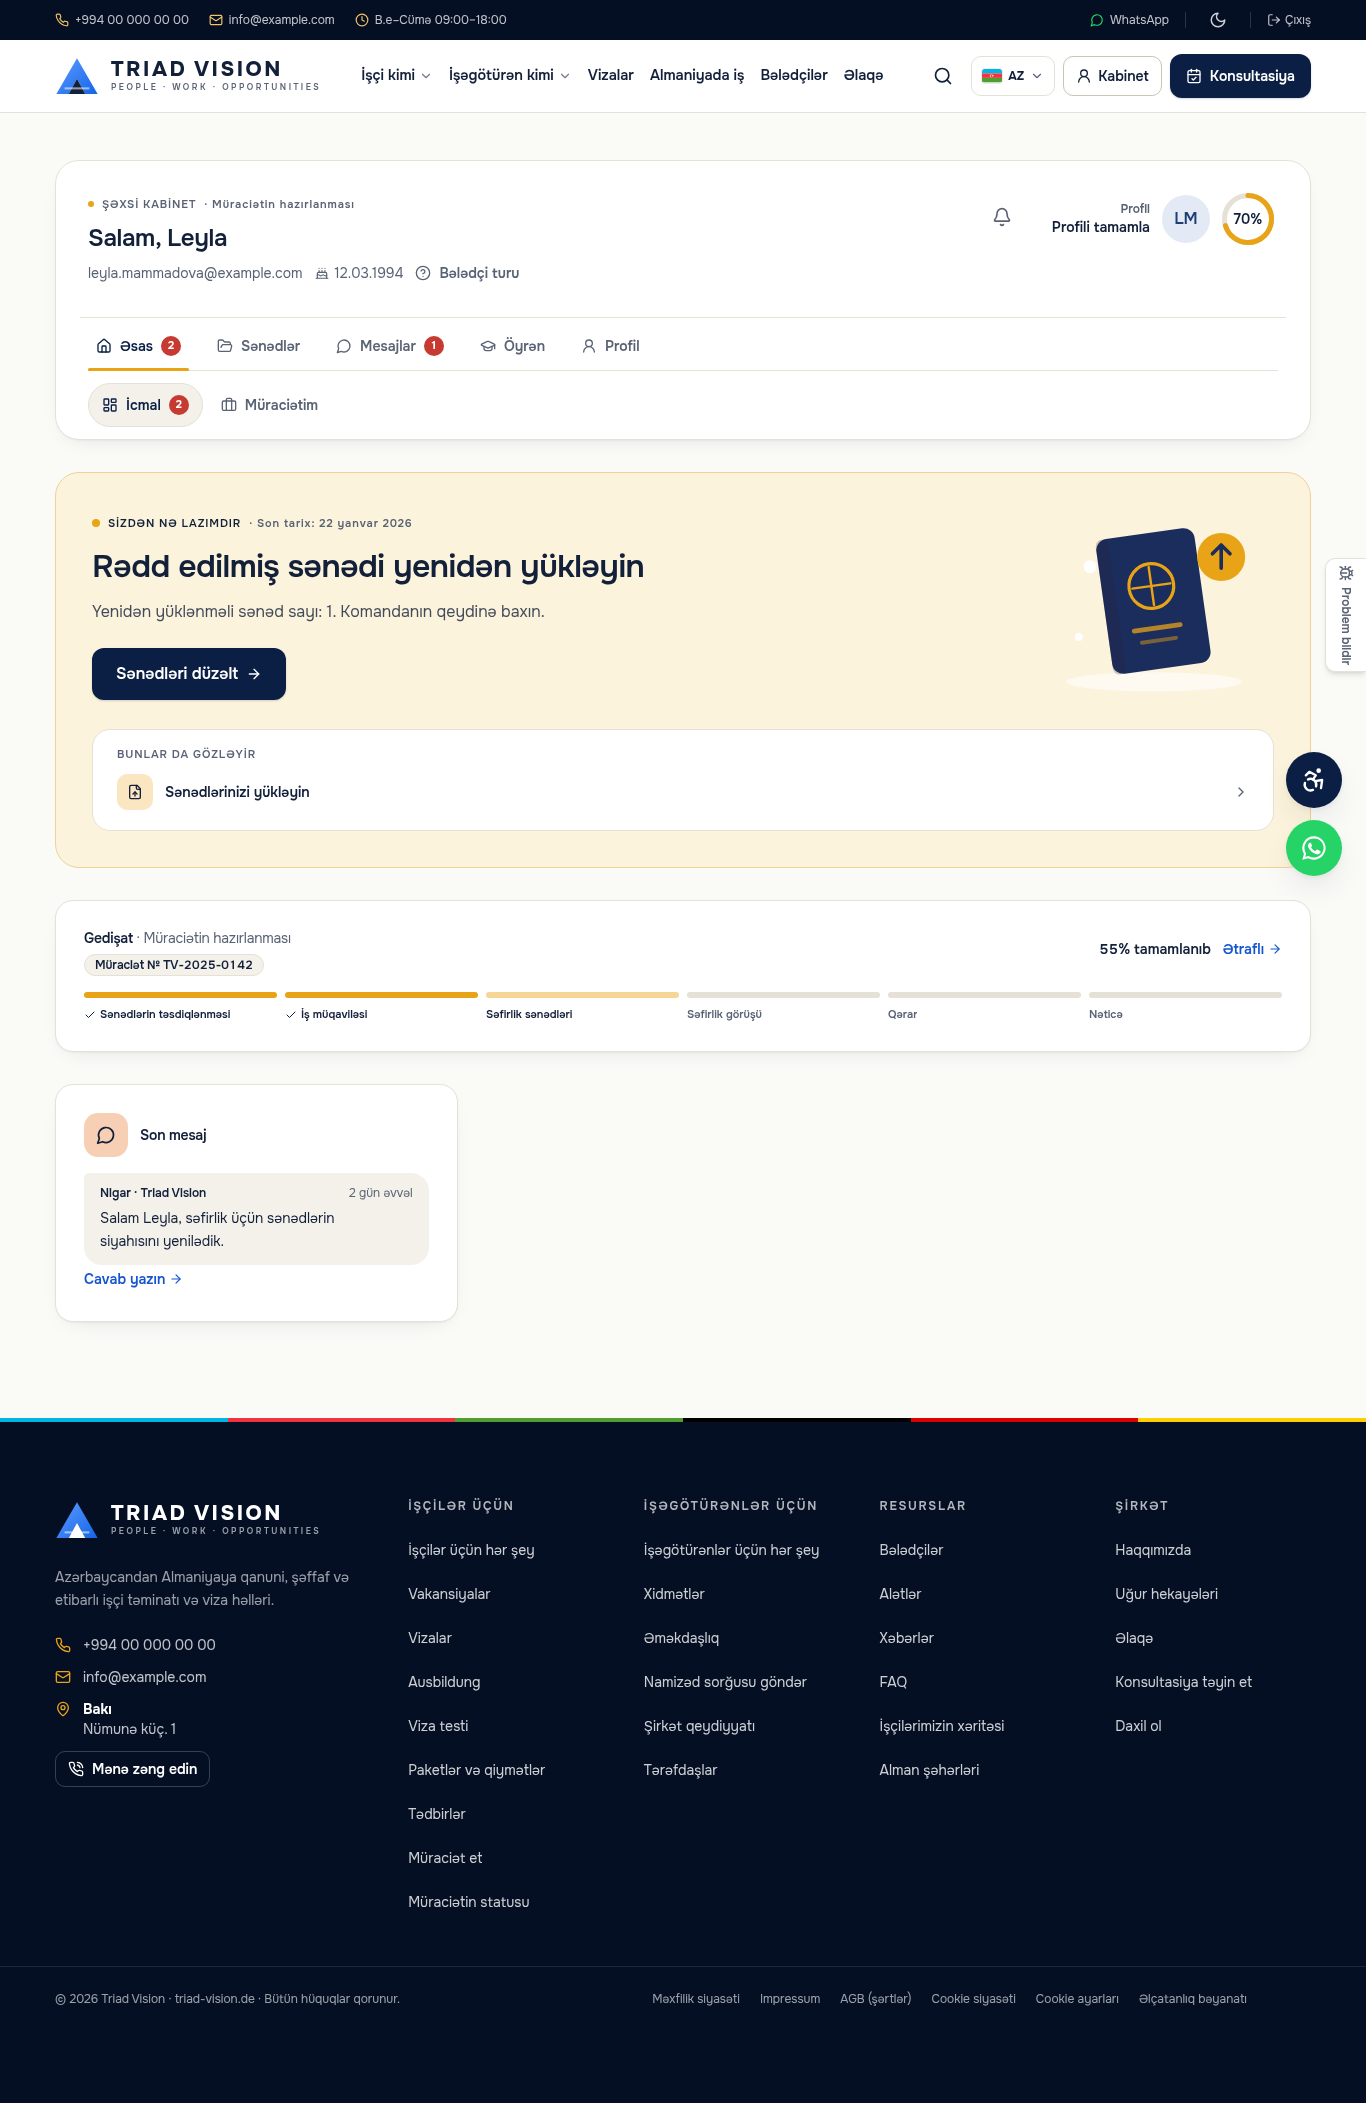 +994 00 000 00 00
info@example.com
B.e–Cümə 09:00–18:00
WhatsApp
Çıxış
TRIAD VISION
PEOPLE · WORK · OPPORTUNITIES
İşçi kimi
İşəgötürən kimi
Vizalar
Almaniyada iş
Bələdçilər
Əlaqə
AZ
Kabinet
Konsultasiya
ŞƏXSİ KABİNET · Müraciətin hazırlanması
Salam, Leyla
leyla.mammadova@example.com
12.03.1994
Bələdçi turu
Profil
Profili tamamla
LM
70%
Əsas 2
Sənədlər
Mesajlar 1
Öyrən
Profil
İcmal 2
Müraciətim
SİZDƏN NƏ LAZIMDIR · Son tarix: 22 yanvar 2026
Rədd edilmiş sənədi yenidən yükləyin
Yenidən yüklənməli sənəd sayı: 1. Komandanın qeydinə baxın.
Sənədləri düzəlt
BUNLAR DA GÖZLƏYİR
Sənədlərinizi yükləyin
Problem bildir
Gedişat · Müraciətin hazırlanması
Müraciət № TV-2025-0142
55% tamamlanıb
Ətraflı
Sənədlərin təsdiqlənməsi
İş müqaviləsi
Səfirlik sənədləri
Səfirlik görüşü
Qərar
Nəticə
Son mesaj
Nigar · Triad Vision
2 gün əvvəl
Salam Leyla, səfirlik üçün sənədlərin
siyahısını yenilədik.
Cavab yazın
TRIAD VISION
PEOPLE · WORK · OPPORTUNITIES
Azərbaycandan Almaniyaya qanuni, şəffaf və
etibarlı işçi təminatı və viza həlləri.
+994 00 000 00 00
info@example.com
Bakı
Nümunə küç. 1
Mənə zəng edin
İŞÇİLƏR ÜÇÜN
İşçilər üçün hər şey
Vakansiyalar
Vizalar
Ausbildung
Viza testi
Paketlər və qiymətlər
Tədbirlər
Müraciət et
Müraciətin statusu
İŞƏGÖTÜRƏNLƏR ÜÇÜN
İşəgötürənlər üçün hər şey
Xidmətlər
Əməkdaşlıq
Namizəd sorğusu göndər
Şirkət qeydiyyatı
Tərəfdaşlar
RESURSLAR
Bələdçilər
Alətlər
Xəbərlər
FAQ
İşçilərimizin xəritəsi
Alman şəhərləri
ŞİRKƏT
Haqqımızda
Uğur hekayələri
Əlaqə
Konsultasiya təyin et
Daxil ol
© 2026 Triad Vision · triad-vision.de · Bütün hüquqlar qorunur.
Məxfilik siyasəti
Impressum
AGB (şərtlər)
Cookie siyasəti
Cookie ayarları
Əlçatanlıq bəyanatı